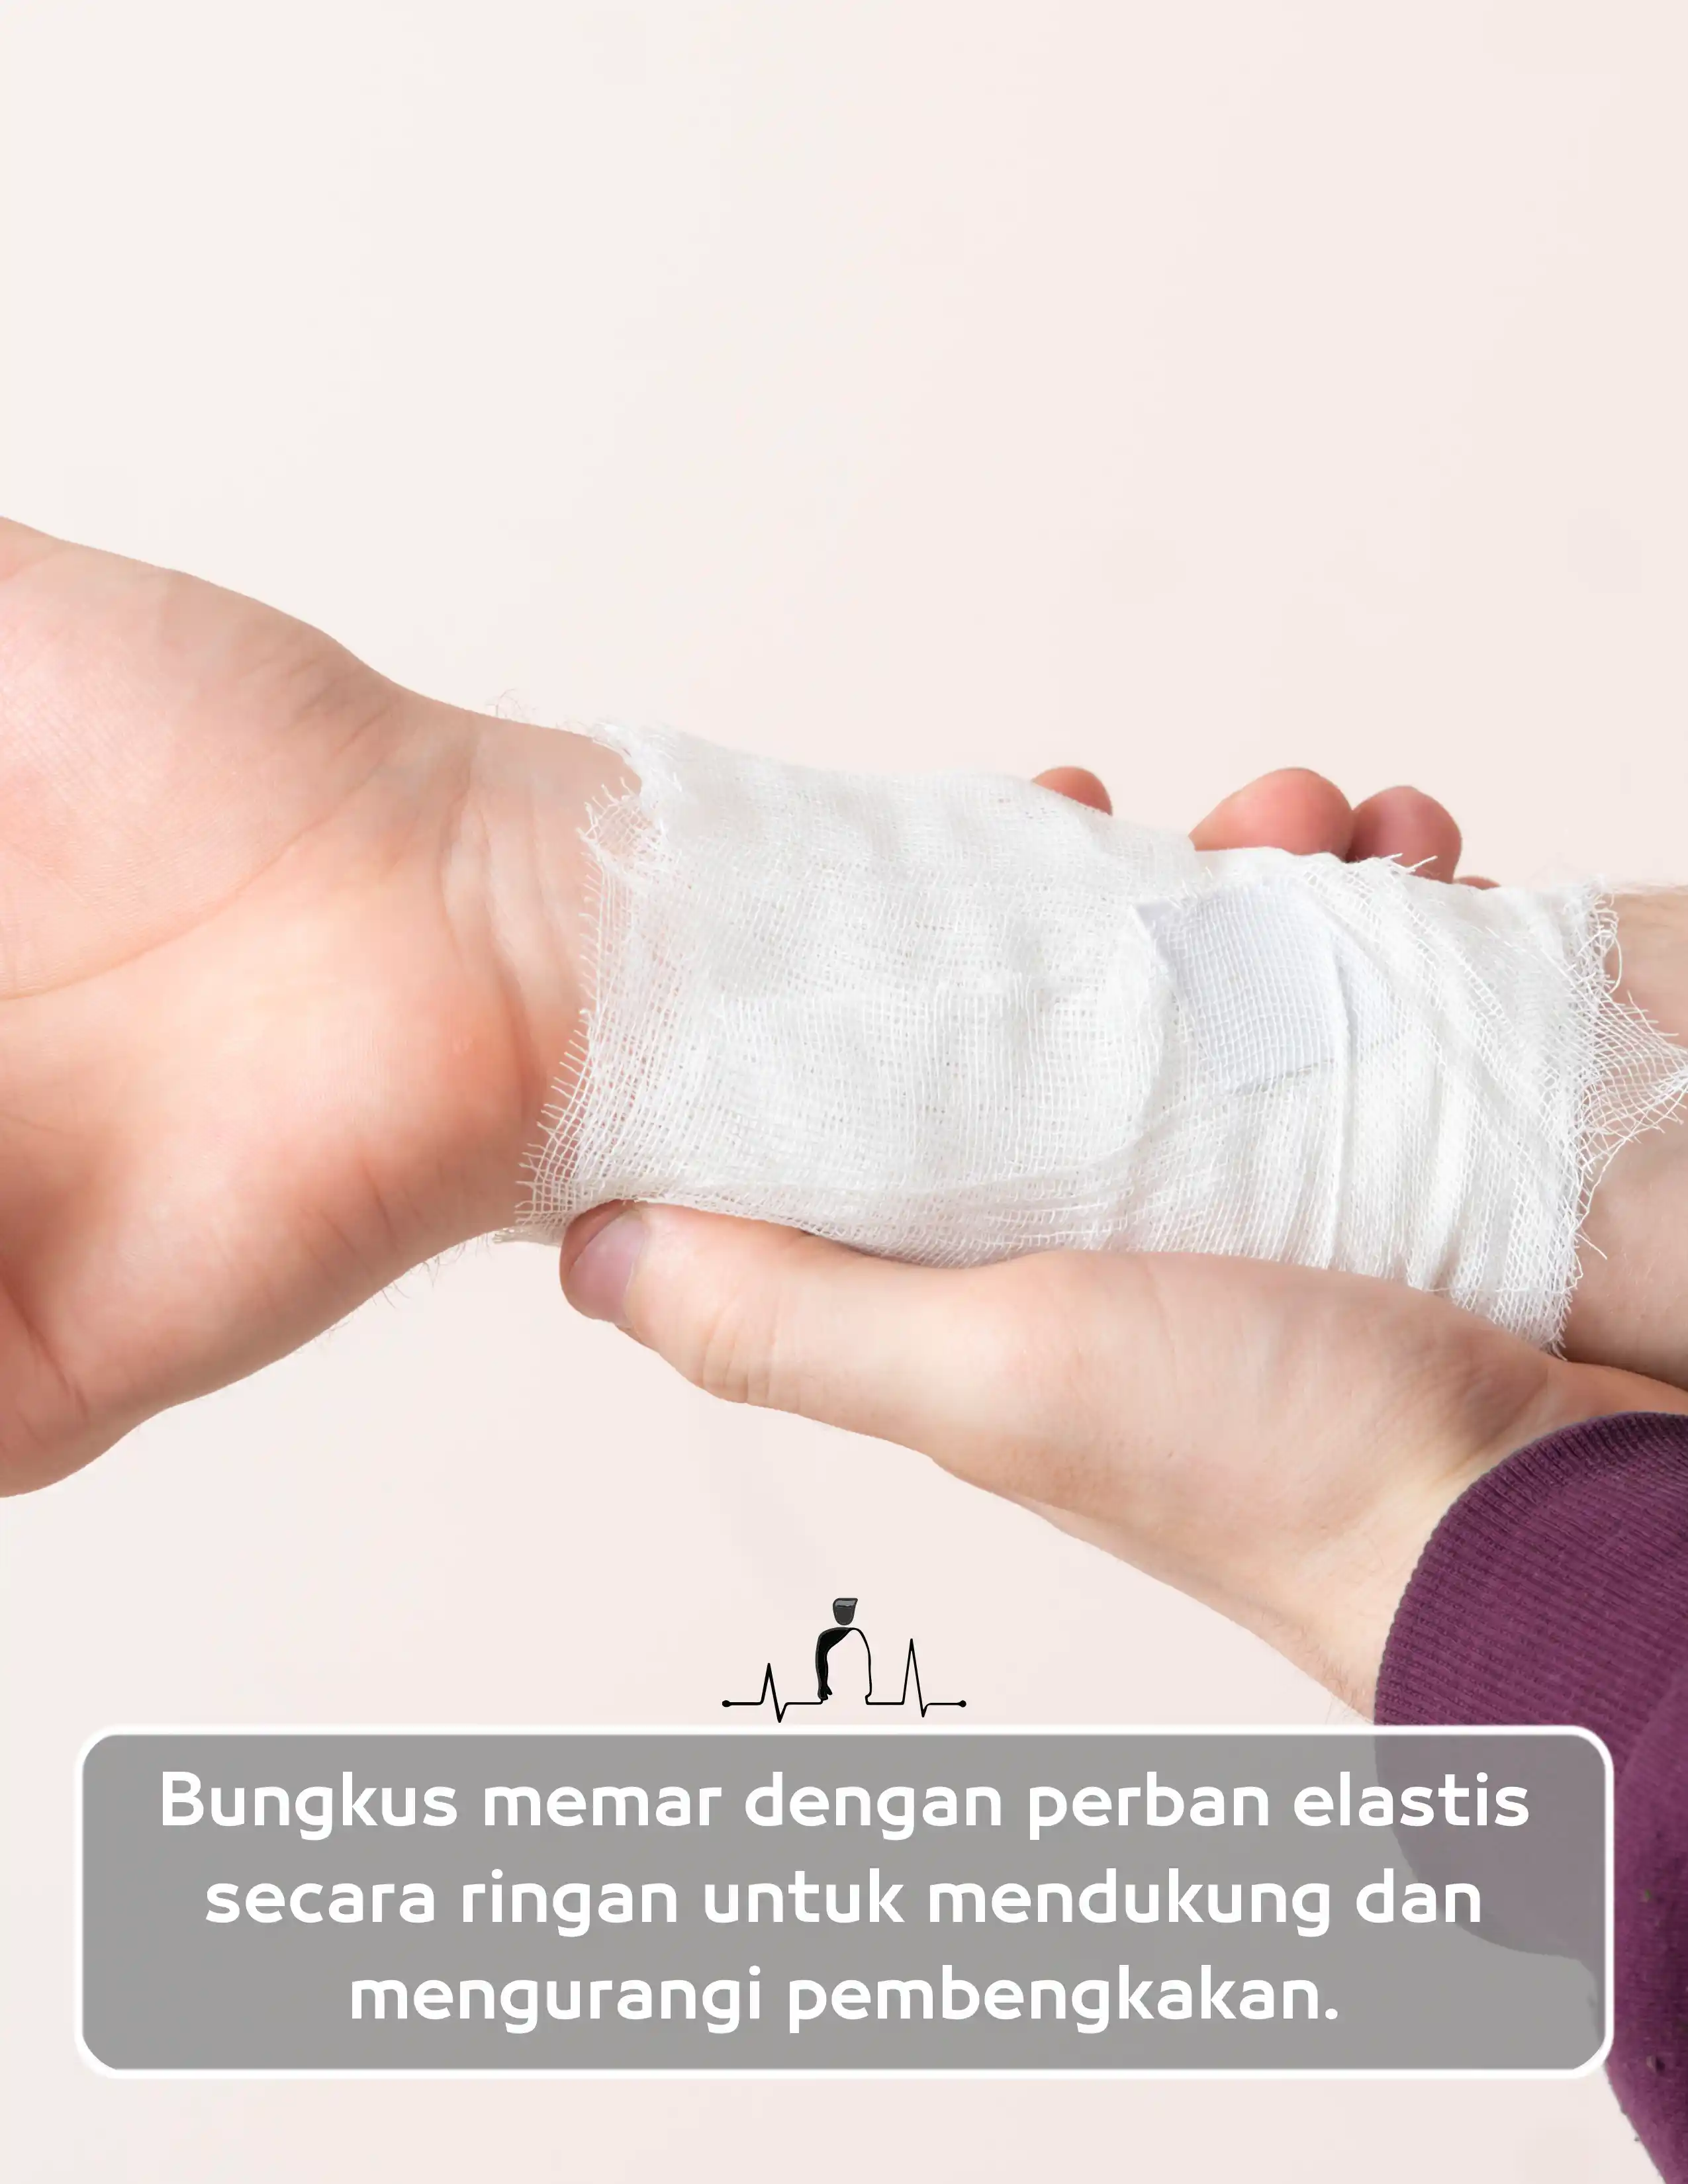 Bungkus memar dengan perban elastis
secara ringan untuk mendukung dan
mengurangi pembengkakan.